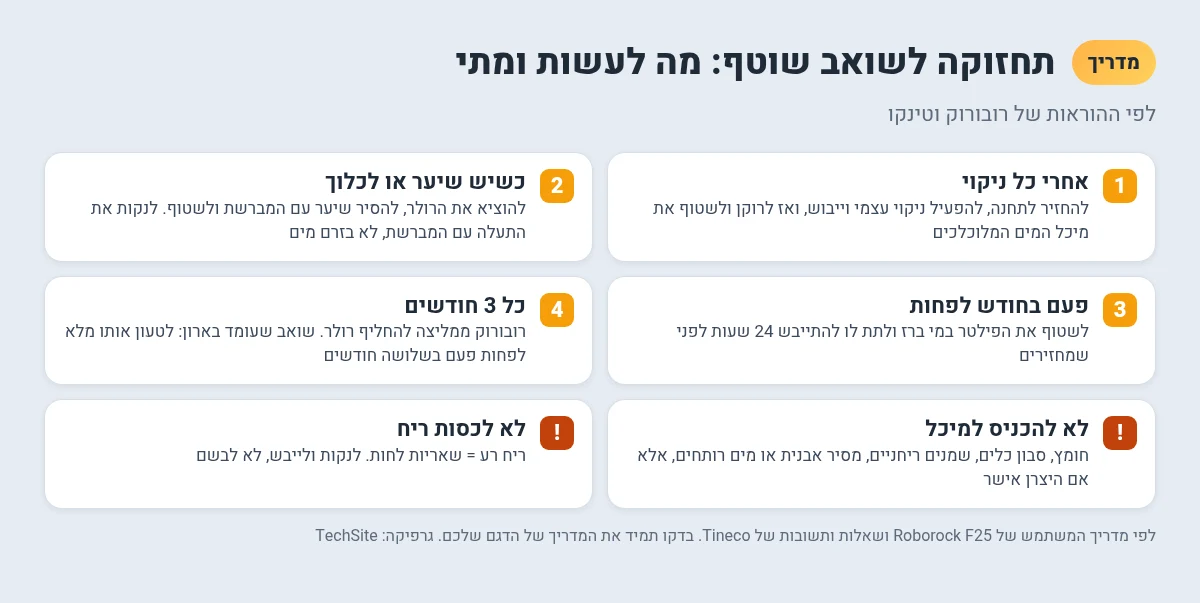 מדריך
תחזוקה לשואב שוטף: מה לעשות ומתי
לפי ההוראות של רובורוק וטינקו
1
אחרי כל ניקוי
להחזיר לתחנה, להפעיל ניקוי עצמי וייבוש, ואז לרוקן ולשטוף את
מיכל המים המלוכלכים
2
כשיש שיער או לכלוך
להוציא את הרולר, להסיר שיער עם המברשת ולשטוף. לנקות את
התעלה עם המברשת, לא בזרם מים
3
פעם בחודש לפחות
לשטוף את הפילטר במי ברז ולתת לו להתייבש 24 שעות לפני
שמחזירים
4
כל 3 חודשים
רובורוק ממליצה להחליף רולר. שואב שעומד בארון: לטעון אותו מלא
לפחות פעם בשלושה חודשים
!
לא להכניס למיכל
חומץ, סבון כלים, שמנים ריחניים, מסיר אבנית או מים רותחים, אלא
אם היצרן אישר
!
לא לכסות ריח
ריח רע = שאריות לחות. לנקות ולייבש, לא לבשם
לפי מדריך המשתמש של Roborock F25 ושאלות ותשובות של Tineco. בדקו תמיד את המדריך של הדגם שלכם. גרפיקה: TechSite